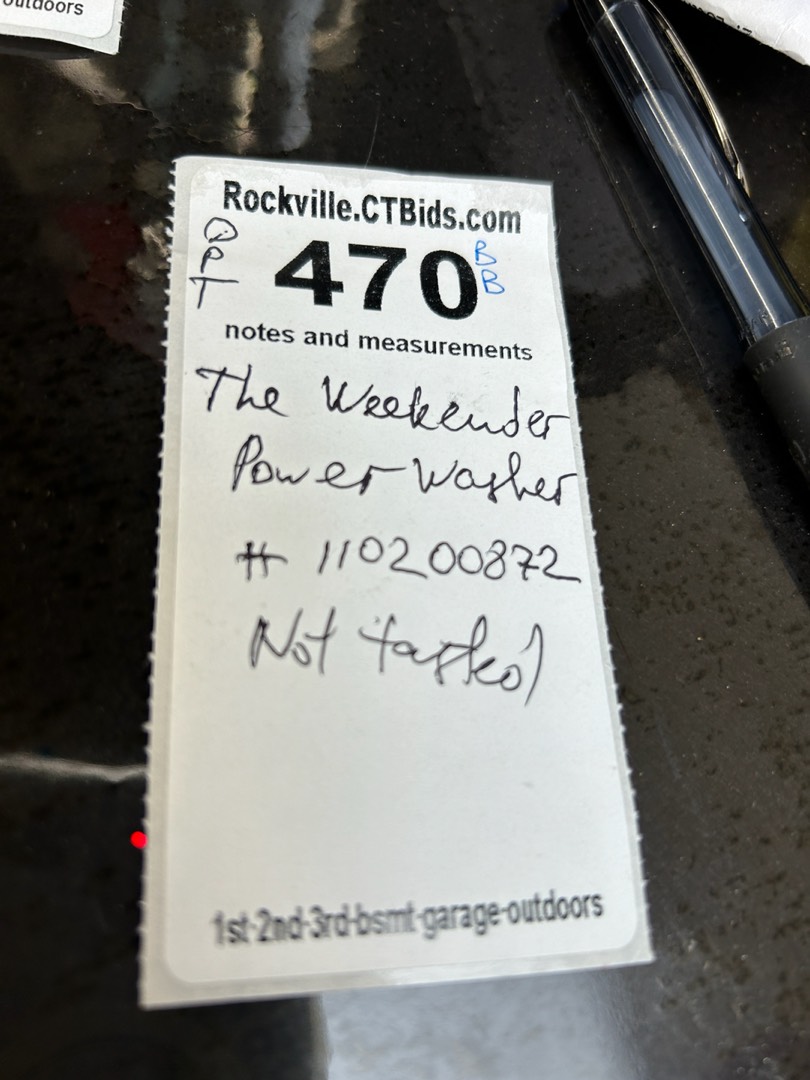 outdoors
Rockville.CTBids.com
Q
P
T
470
B
B
notes and measurements
The Weekender
Power Washer
# 110200872
Not tasked
1st-2nd-3rd-bsmt-garage-outdoors